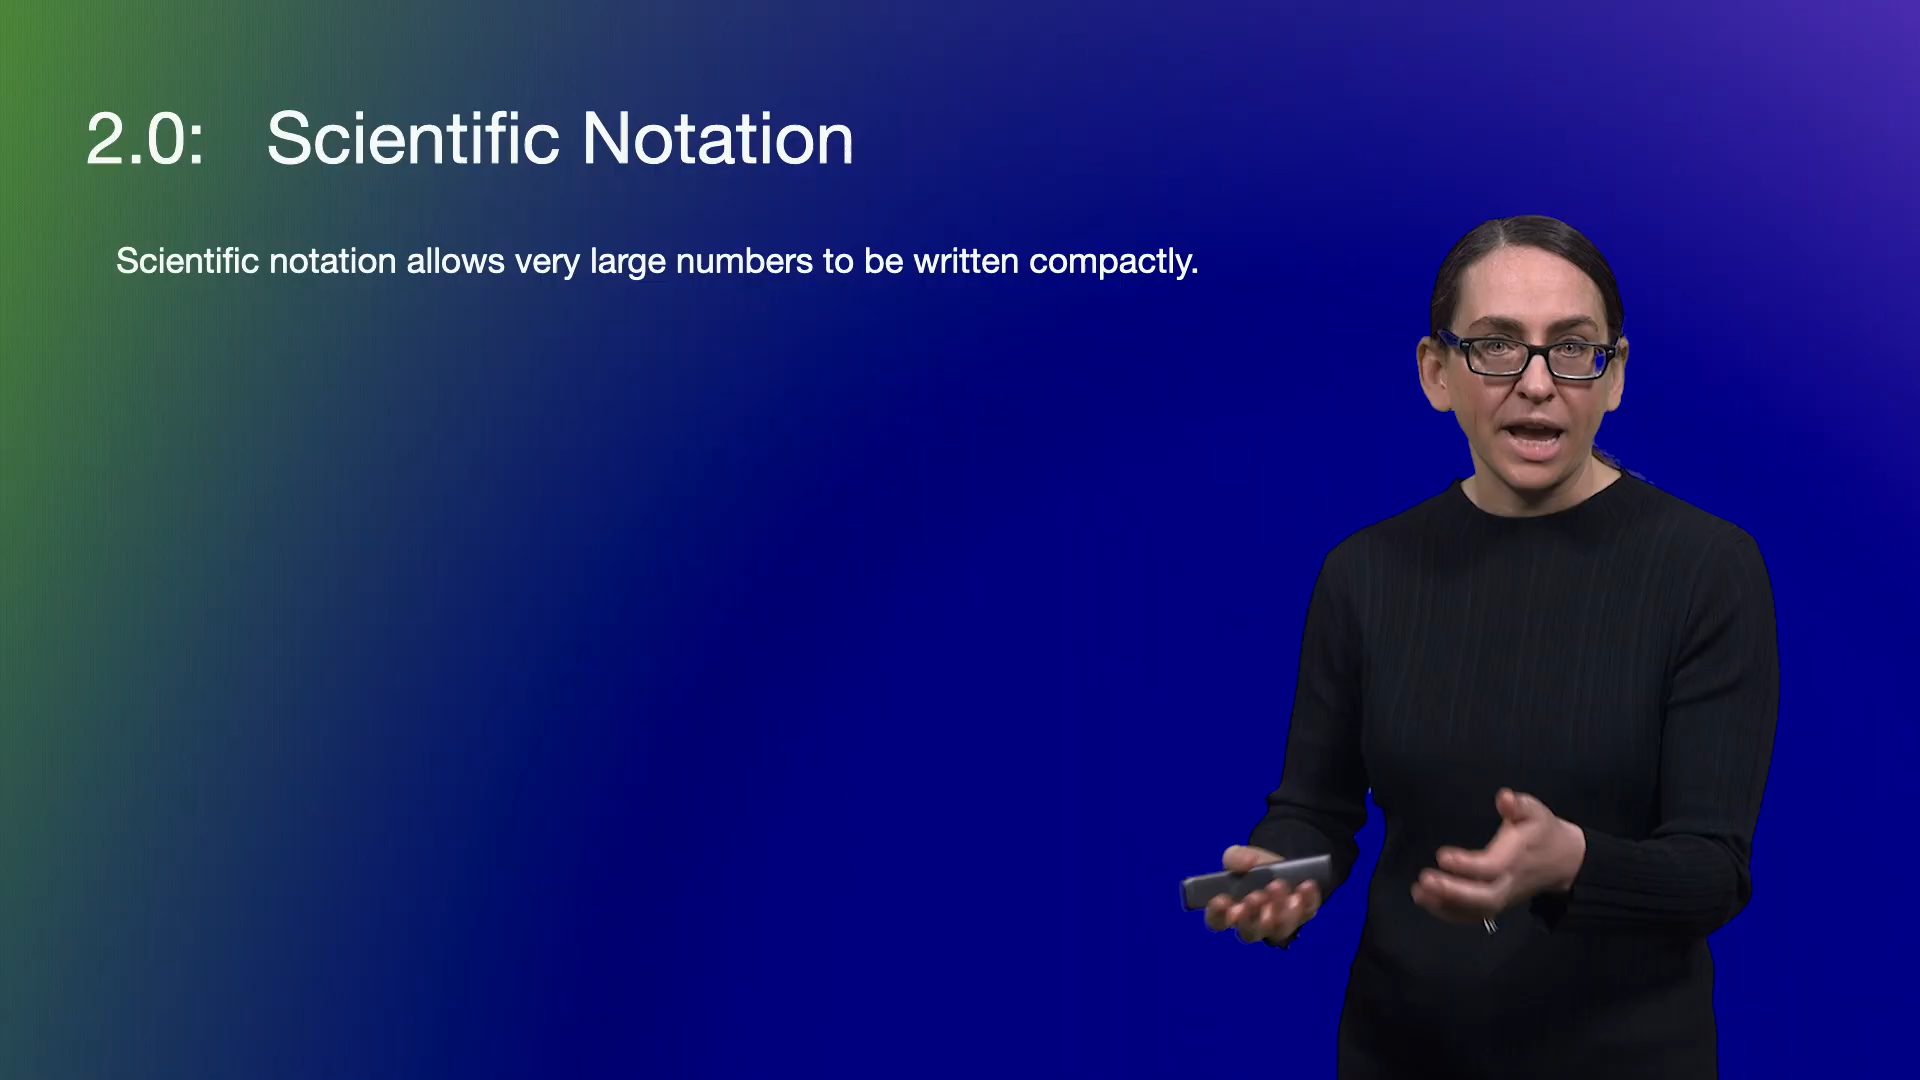 2.0: Scientific Notation
Scientific notation allows very large numbers to be written compactly.